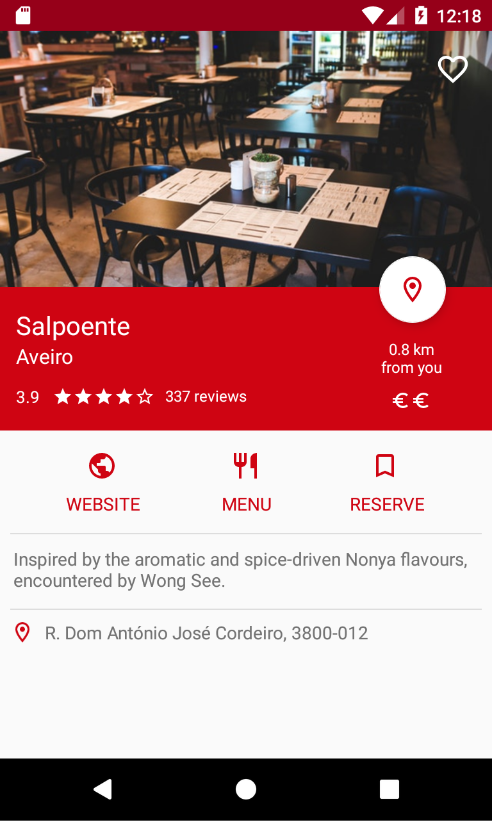 12:18
Salpoente
Aveiro
0.8 km
from you
3.9 337 reviews
€€
WEBSITE MENU RESERVE
Inspired by the aromatic and spice-driven Nonya flavours,
encountered by Wong See.
R. Dom António José Cordeiro, 3800-012